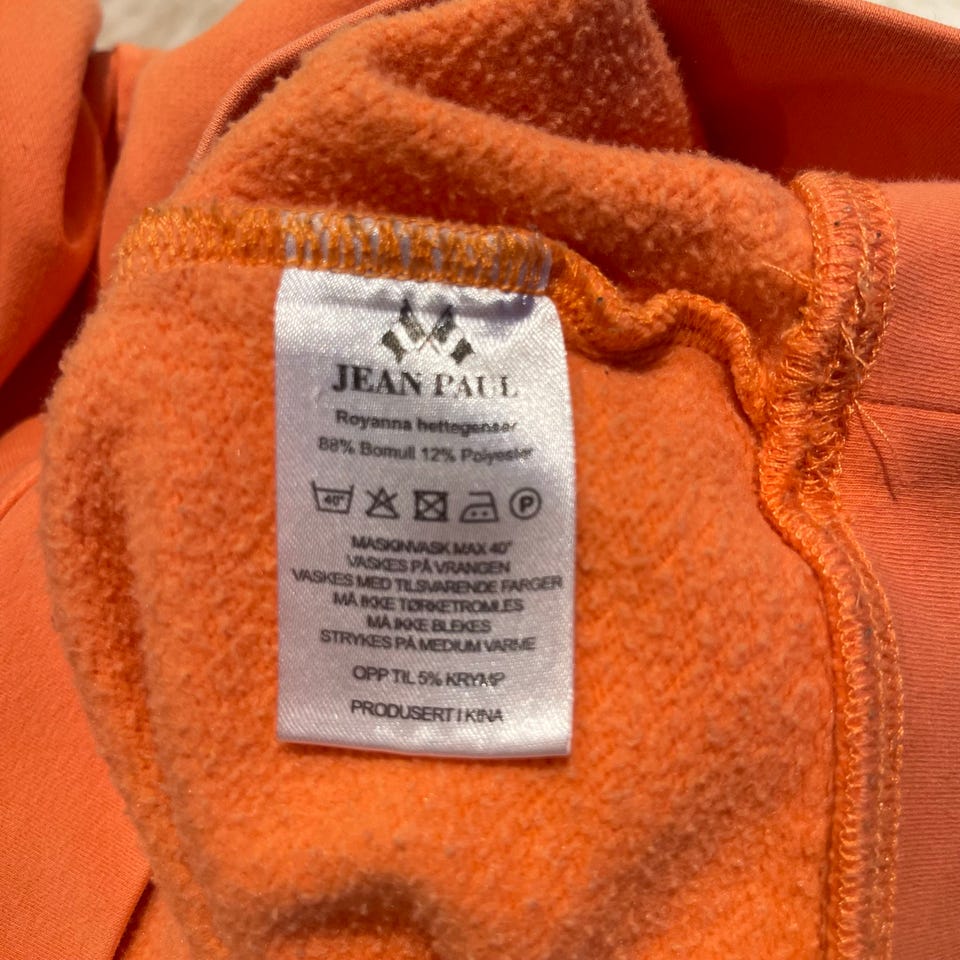 JEAN PAUL
Royanna hettegenser
88% Bomull 12% Polyester
40° P
MASKINVASK MAX 40°
VASKES PÅ VRANGEN
VASKES MED TILSVARENDE FARGER
MÅ IKKE TØRKETROMLES
MÅ IKKE BLEKES
STRYKES PÅ MEDIUM VARME
OPP TIL 5% KRYMP
PRODUSERT I KINA